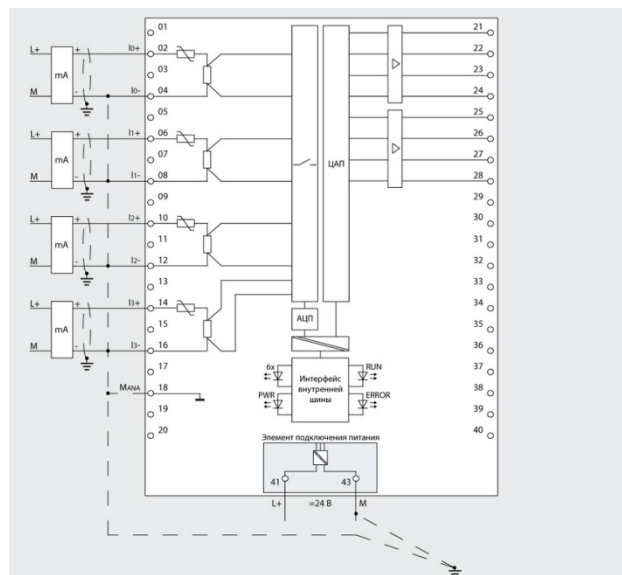 01 21
L+ + I0+ 02 22
mA 03 23
M - I0- 04 24
05 25
L+ + I1+ 06 26
mA 07 ЦАП 27
M - I1- 08 28
09 29
L+ + I2+ 10 30
mA 11 31
M - I2- 12 32
13 33
L+ + I3+ 14 34
mA 15 АЦП 35
M - I3- 16 36
17 6x RUN 37
MANA 18 Интерфейс внутренней шины 38
PWR ERROR
19 39
20 40
Элемент подключения питания
41 43
L+ =24 В M